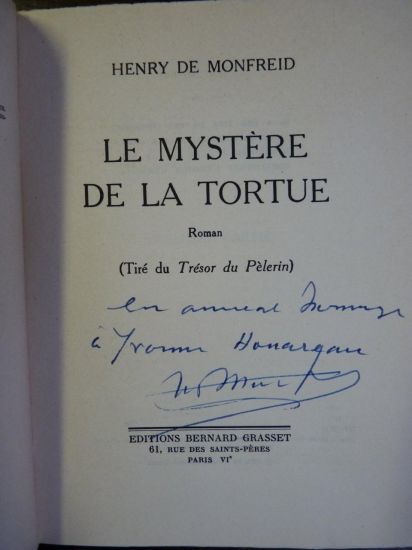 HENRY DE MONFREID
LE MYSTÈRE
DE LA TORTUE
Roman
(Tiré du Trésor du Pèlerin)
en amical hommage
à Yvonne
EDITIONS BERNARD GRASSET
61, RUE DES SAINTS-PÈRES
PARIS VIᵉ